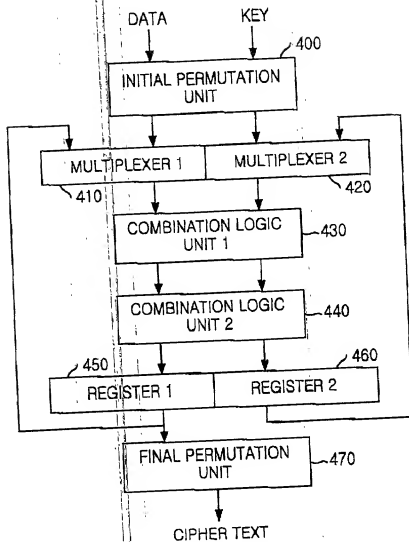 DATA KEY
400
INITIAL PERMUTATION
UNIT
MULTIPLEXER 1 MULTIPLEXER 2
410 420
COMBINATION LOGIC
UNIT 1
430
COMBINATION LOGIC
UNIT 2
440
450 460
REGISTER 1 REGISTER 2
FINAL PERMUTATION
UNIT
470
CIPHER TEXT